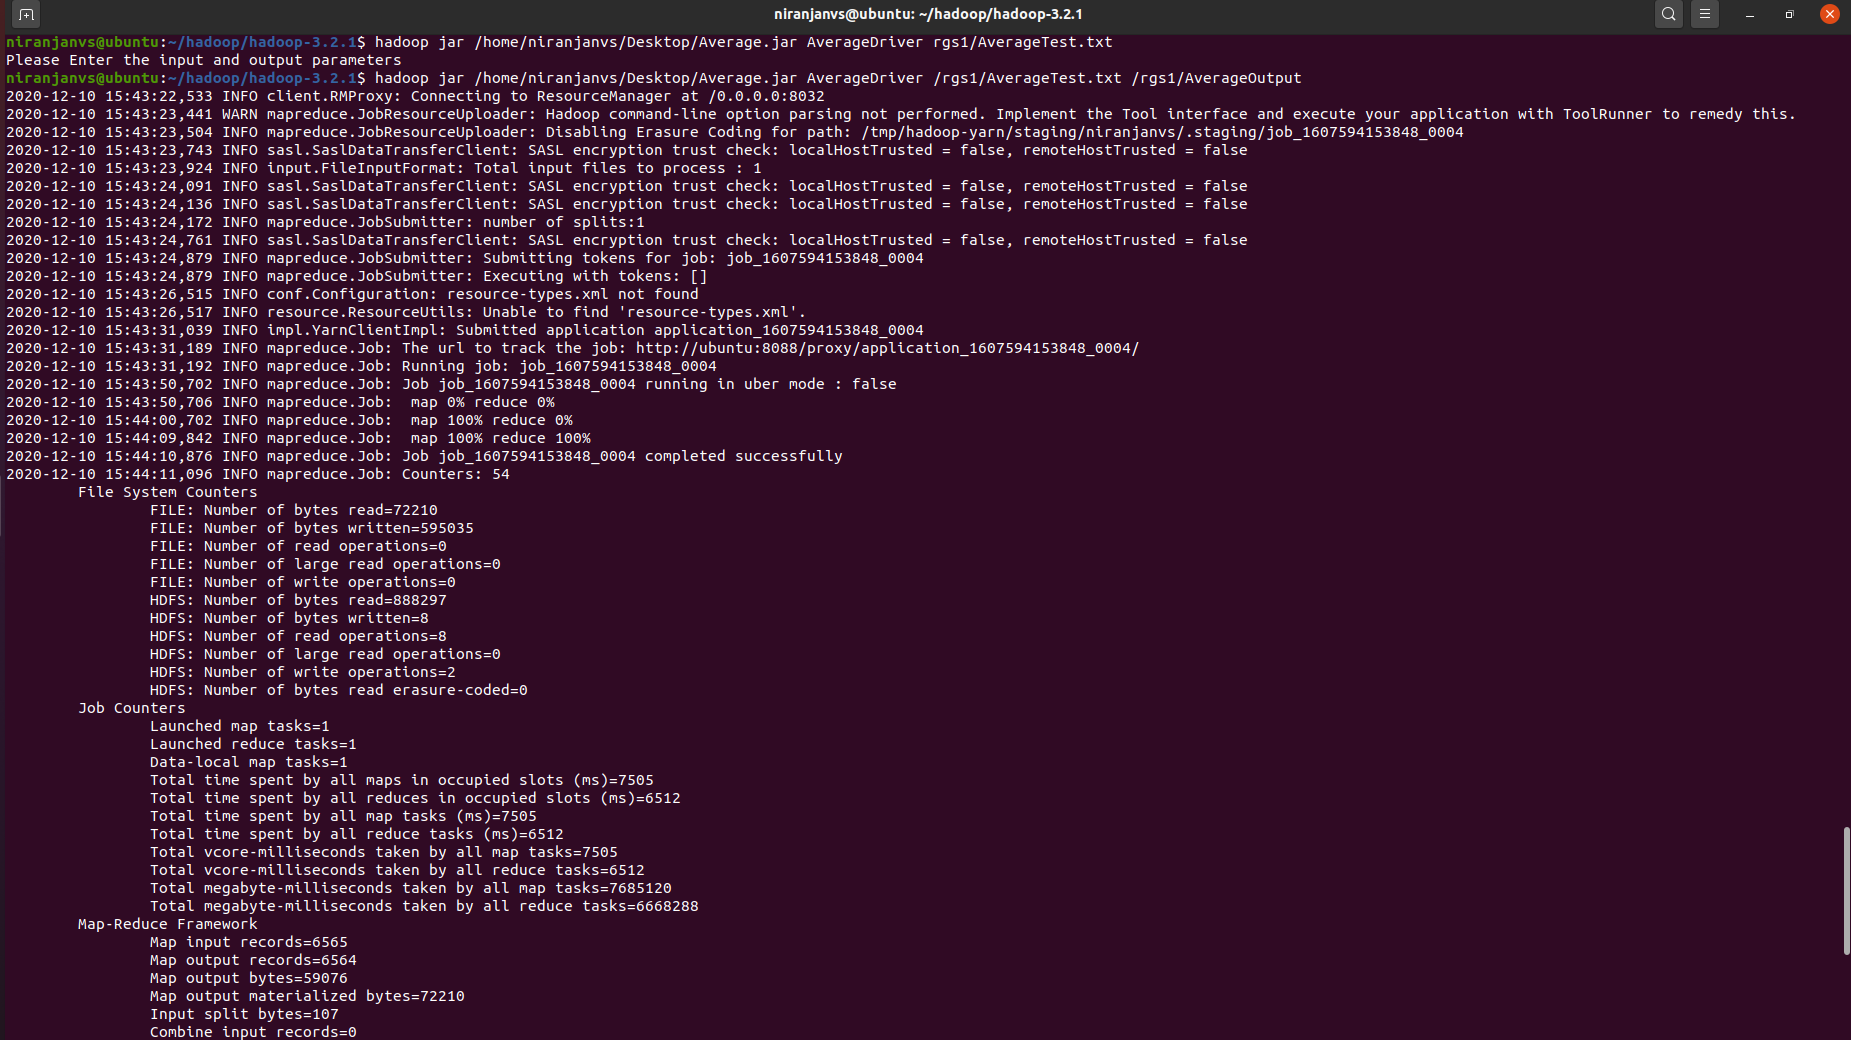 niranjanvs@ubuntu: ~/hadoop/hadoop-3.2.1
niranjanvs@ubuntu:~/hadoop/hadoop-3.2.1$ hadoop jar /home/niranjanvs/Desktop/Average.jar AverageDriver rgs1/AverageTest.txt
Please Enter the input and output parameters
niranjanvs@ubuntu:~/hadoop/hadoop-3.2.1$ hadoop jar /home/niranjanvs/Desktop/Average.jar AverageDriver /rgs1/AverageTest.txt /rgs1/AverageOutput
2020-12-10 15:43:22,533 INFO client.RMProxy: Connecting to ResourceManager at /0.0.0.0:8032
2020-12-10 15:43:23,441 WARN mapreduce.JobResourceUploader: Hadoop command-line option parsing not performed. Implement the Tool interface and execute your application with ToolRunner to remedy this.
2020-12-10 15:43:23,504 INFO mapreduce.JobResourceUploader: Disabling Erasure Coding for path: /tmp/hadoop-yarn/staging/niranjanvs/.staging/job_1607594153848_0004
2020-12-10 15:43:23,743 INFO sasl.SaslDataTransferClient: SASL encryption trust check: localHostTrusted = false, remoteHostTrusted = false
2020-12-10 15:43:23,924 INFO input.FileInputFormat: Total input files to process : 1
2020-12-10 15:43:24,091 INFO sasl.SaslDataTransferClient: SASL encryption trust check: localHostTrusted = false, remoteHostTrusted = false
2020-12-10 15:43:24,136 INFO sasl.SaslDataTransferClient: SASL encryption trust check: localHostTrusted = false, remoteHostTrusted = false
2020-12-10 15:43:24,172 INFO mapreduce.JobSubmitter: number of splits:1
2020-12-10 15:43:24,761 INFO sasl.SaslDataTransferClient: SASL encryption trust check: localHostTrusted = false, remoteHostTrusted = false
2020-12-10 15:43:24,879 INFO mapreduce.JobSubmitter: Submitting tokens for job: job_1607594153848_0004
2020-12-10 15:43:24,879 INFO mapreduce.JobSubmitter: Executing with tokens: []
2020-12-10 15:43:26,515 INFO conf.Configuration: resource-types.xml not found
2020-12-10 15:43:26,517 INFO resource.ResourceUtils: Unable to find 'resource-types.xml'.
2020-12-10 15:43:31,039 INFO impl.YarnClientImpl: Submitted application application_1607594153848_0004
2020-12-10 15:43:31,189 INFO mapreduce.Job: The url to track the job: http://ubuntu:8088/proxy/application_1607594153848_0004/
2020-12-10 15:43:31,192 INFO mapreduce.Job: Running job: job_1607594153848_0004
2020-12-10 15:43:50,702 INFO mapreduce.Job: Job job_1607594153848_0004 running in uber mode : false
2020-12-10 15:43:50,706 INFO mapreduce.Job:  map 0% reduce 0%
2020-12-10 15:44:00,702 INFO mapreduce.Job:  map 100% reduce 0%
2020-12-10 15:44:09,842 INFO mapreduce.Job:  map 100% reduce 100%
2020-12-10 15:44:10,876 INFO mapreduce.Job: Job job_1607594153848_0004 completed successfully
2020-12-10 15:44:11,096 INFO mapreduce.Job: Counters: 54
File System Counters
FILE: Number of bytes read=72210
FILE: Number of bytes written=595035
FILE: Number of read operations=0
FILE: Number of large read operations=0
FILE: Number of write operations=0
HDFS: Number of bytes read=888297
HDFS: Number of bytes written=8
HDFS: Number of read operations=8
HDFS: Number of large read operations=0
HDFS: Number of write operations=2
HDFS: Number of bytes read erasure-coded=0
Job Counters
Launched map tasks=1
Launched reduce tasks=1
Data-local map tasks=1
Total time spent by all maps in occupied slots (ms)=7505
Total time spent by all reduces in occupied slots (ms)=6512
Total time spent by all map tasks (ms)=7505
Total time spent by all reduce tasks (ms)=6512
Total vcore-milliseconds taken by all map tasks=7505
Total vcore-milliseconds taken by all reduce tasks=6512
Total megabyte-milliseconds taken by all map tasks=7685120
Total megabyte-milliseconds taken by all reduce tasks=6668288
Map-Reduce Framework
Map input records=6565
Map output records=6564
Map output bytes=59076
Map output materialized bytes=72210
Input split bytes=107
Combine input records=0